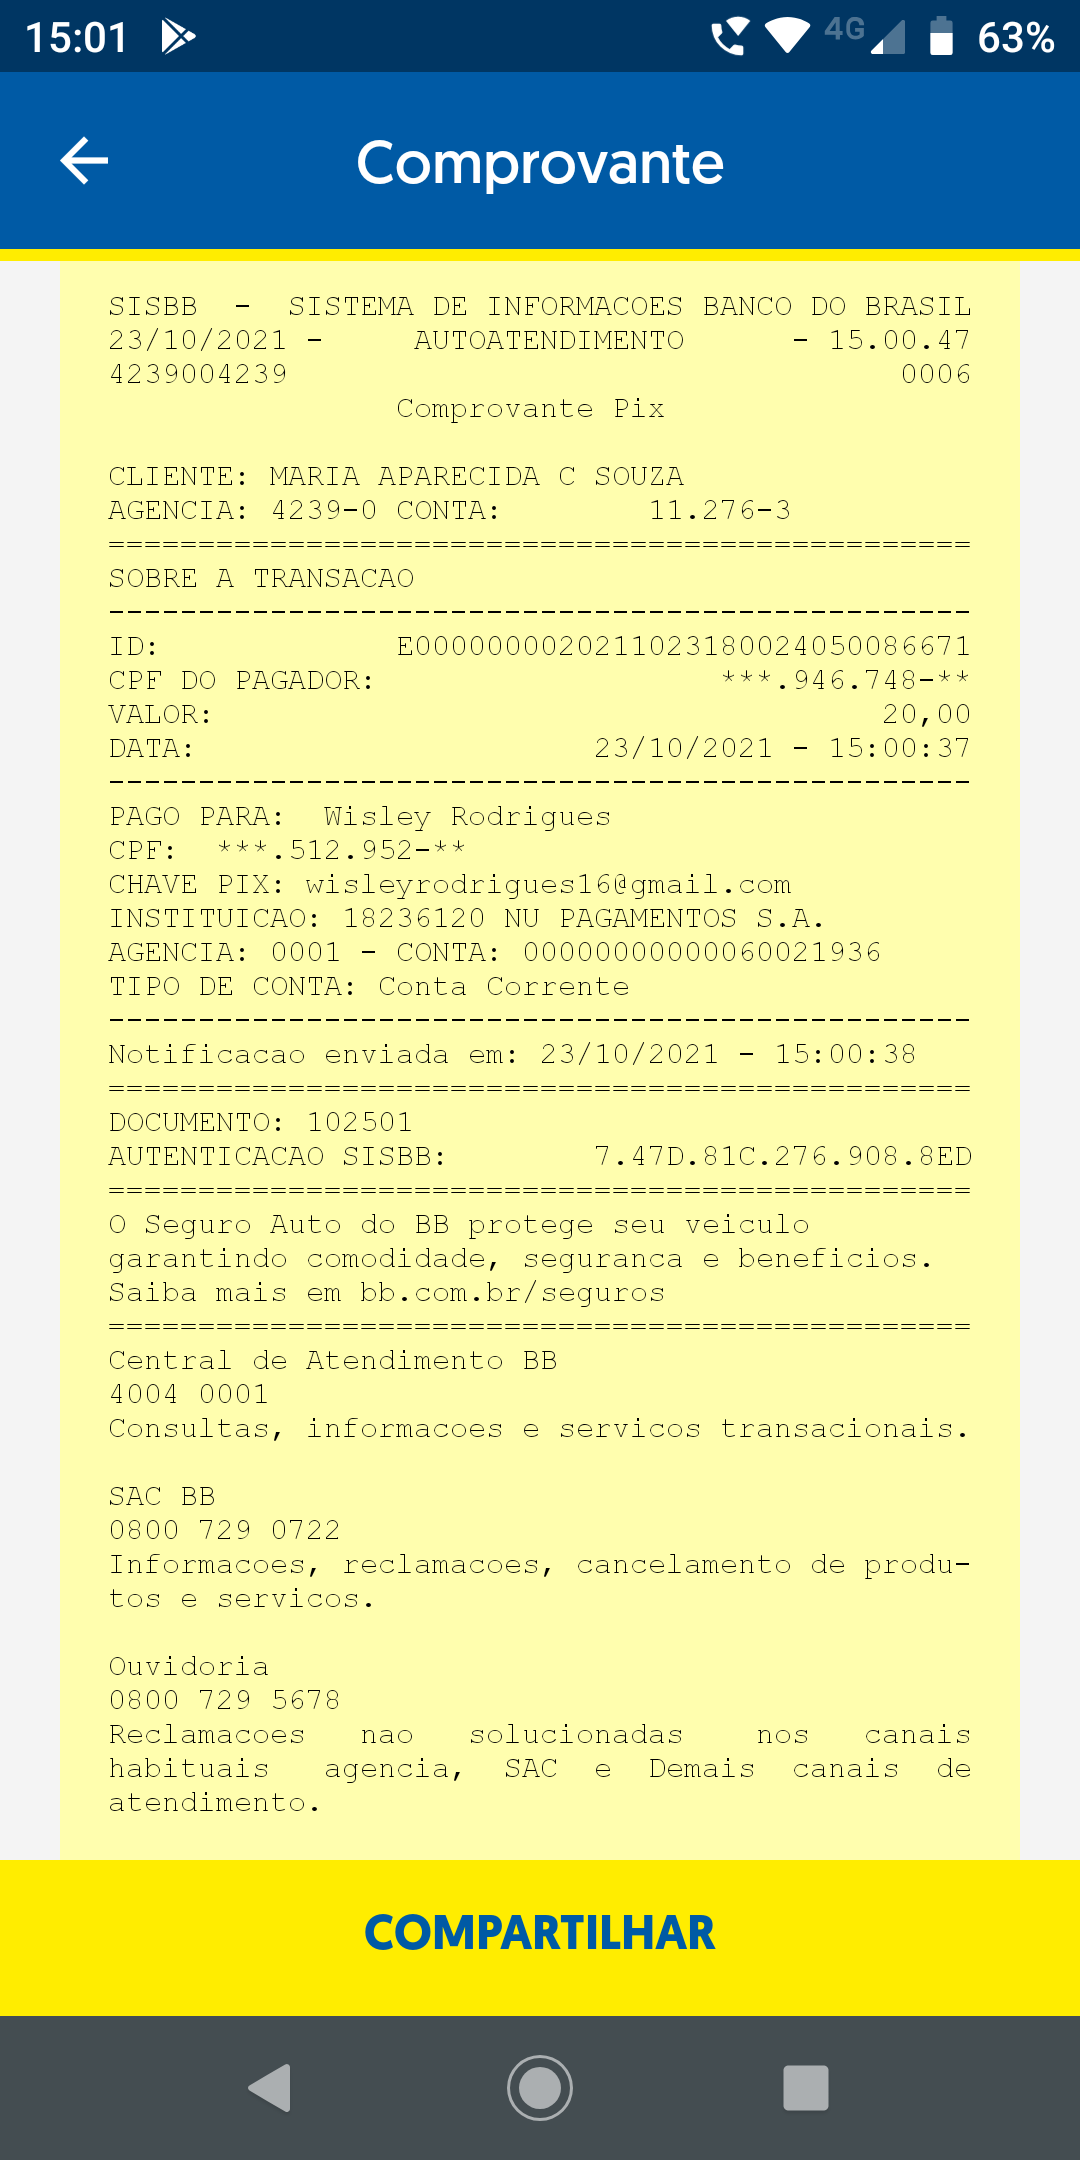 15:01 4G 63%
Comprovante
SISBB - SISTEMA DE INFORMACOES BANCO DO BRASIL
23/10/2021 - AUTOATENDIMENTO - 15.00.47
4239004239 0006
Comprovante Pix
CLIENTE: MARIA APARECIDA C SOUZA
AGENCIA: 4239-0 CONTA: 11.276-3
================================================
SOBRE A TRANSACAO
------------------------------------------------
ID: E0000000020211023180024050086671
CPF DO PAGADOR: ***.946.748-**
VALOR: 20,00
DATA: 23/10/2021 - 15:00:37
------------------------------------------------
PAGO PARA: Wisley Rodrigues
CPF: ***.512.952-**
CHAVE PIX: wisleyrodrigues16@gmail.com
INSTITUICAO: 18236120 NU PAGAMENTOS S.A.
AGENCIA: 0001 - CONTA: 00000000000060021936
TIPO DE CONTA: Conta Corrente
------------------------------------------------
Notificacao enviada em: 23/10/2021 - 15:00:38
================================================
DOCUMENTO: 102501
AUTENTICACAO SISBB: 7.47D.81C.276.908.8ED
================================================
O Seguro Auto do BB protege seu veiculo
garantindo comodidade, seguranca e beneficios.
Saiba mais em bb.com.br/seguros
================================================
Central de Atendimento BB
4004 0001
Consultas, informacoes e servicos transacionais.
SAC BB
0800 729 0722
Informacoes, reclamacoes, cancelamento de produ-
tos e servicos.
Ouvidoria
0800 729 5678
Reclamacoes nao solucionadas nos canais
habituais agencia, SAC e Demais canais de
atendimento.
COMPARTILHAR